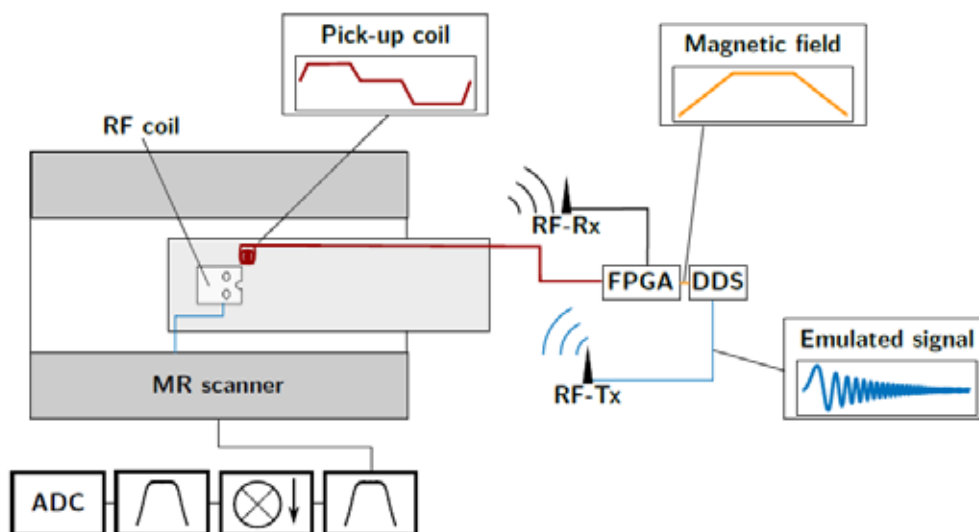 Pick-up coil
Magnetic field
RF coil
RF-Rx
FPGA
DDS
Emulated signal
MR scanner
RF-Tx
ADC